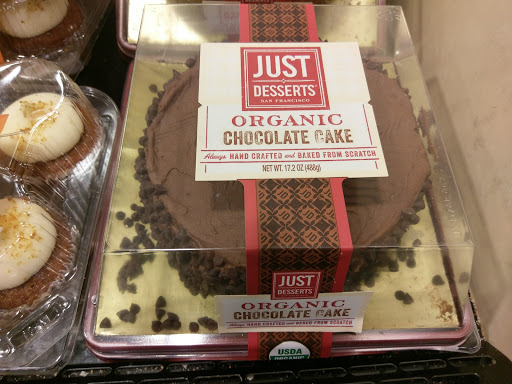 JUST
DESSERTS
SAN FRANCISCO
ORGANIC
CHOCOLATE CAKE
Always HAND CRAFTED and BAKED FROM SCRATCH
NET WT. 17.2 OZ (488g)
JUST
DESSERTS
ORGANIC
CHOCOLATE CAKE
Always HAND CRAFTED and BAKED FROM SCRATCH
USDA
ORGANIC